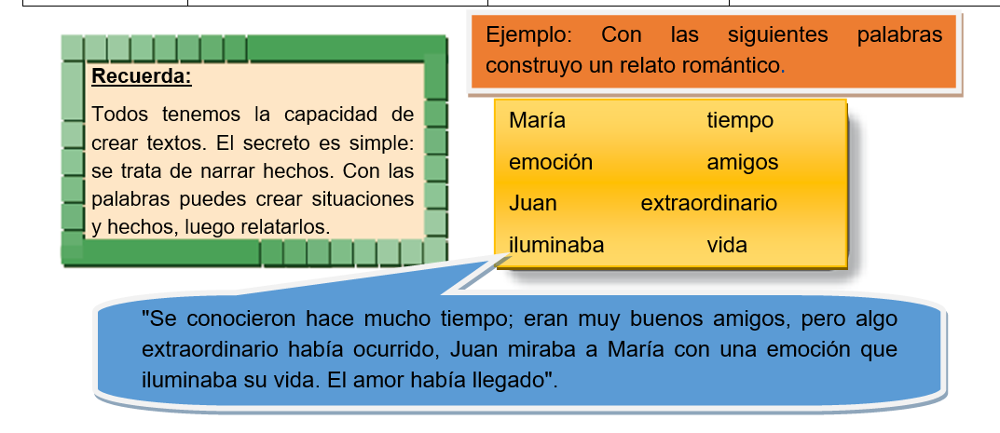 Recuerda:
Todos tenemos la capacidad de
crear textos. El secreto es simple:
se trata de narrar hechos. Con las
palabras puedes crear situaciones
y hechos, luego relatarlos.
Ejemplo: Con las siguientes palabras
construyo un relato romántico.
María tiempo
emoción amigos
Juan extraordinario
iluminaba vida
"Se conocieron hace mucho tiempo; eran muy buenos amigos, pero algo
extraordinario había ocurrido, Juan miraba a María con una emoción que
iluminaba su vida. El amor había llegado".